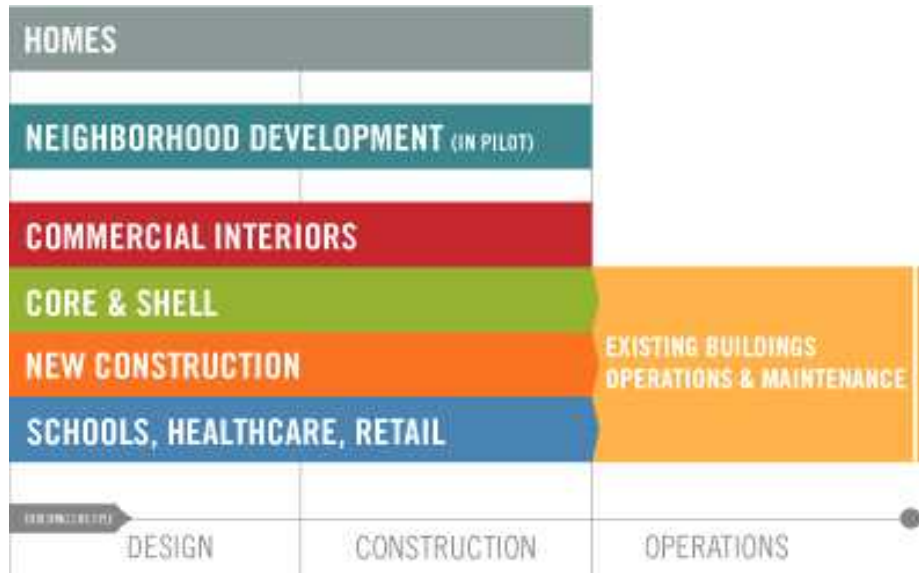 HOMES
NEIGHBORHOOD DEVELOPMENT (IN PILOT)
COMMERCIAL INTERIORS
CORE & SHELL
NEW CONSTRUCTION
EXISTING BUILDINGS
OPERATIONS & MAINTENANCE
SCHOOLS, HEALTHCARE, RETAIL
DESIGN
CONSTRUCTION
OPERATIONS